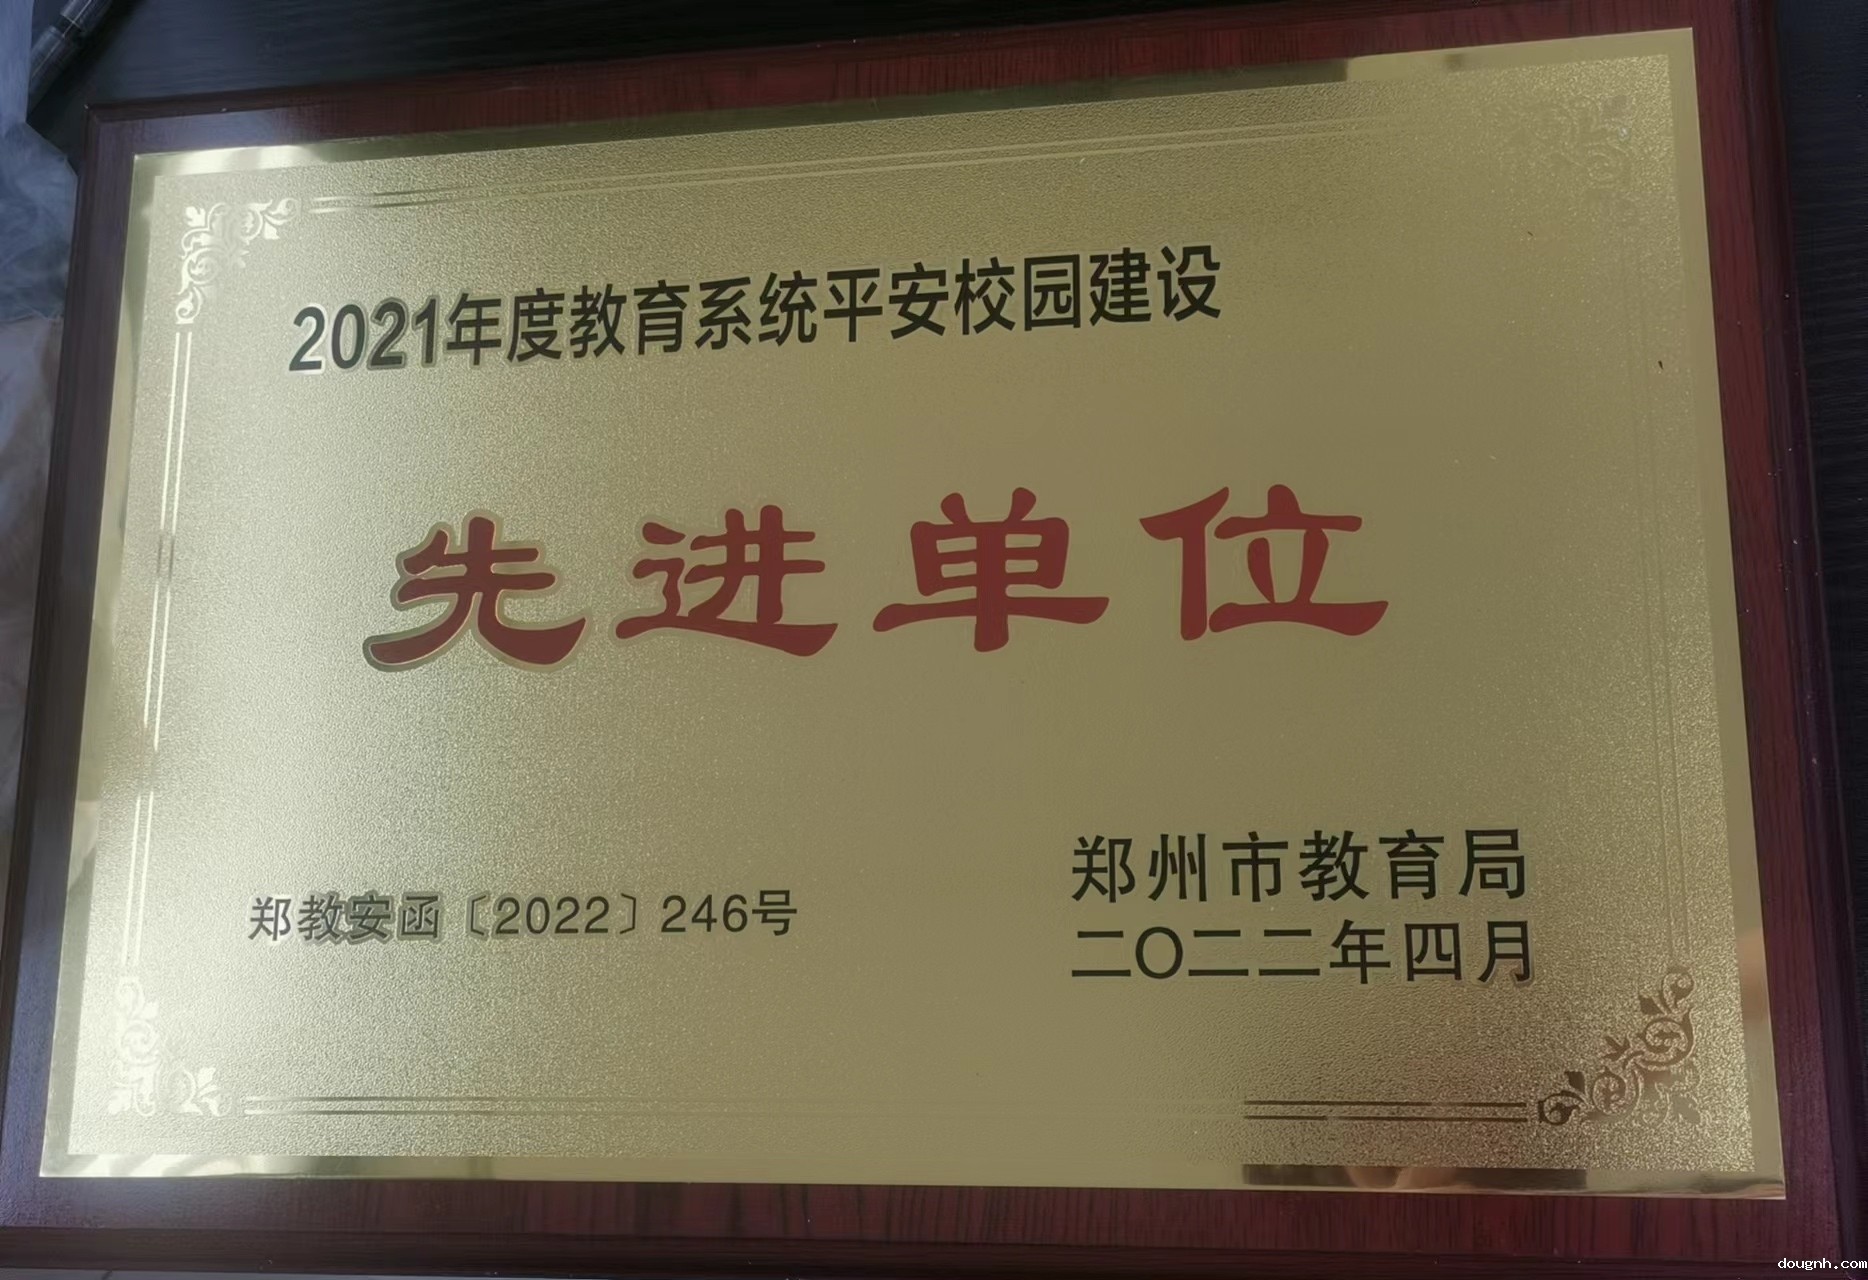 2021年度教育系统平安校园建设
先进单位
郑教安函〔2022〕246号
郑州市教育局
二〇二二年四月
dougnh.com